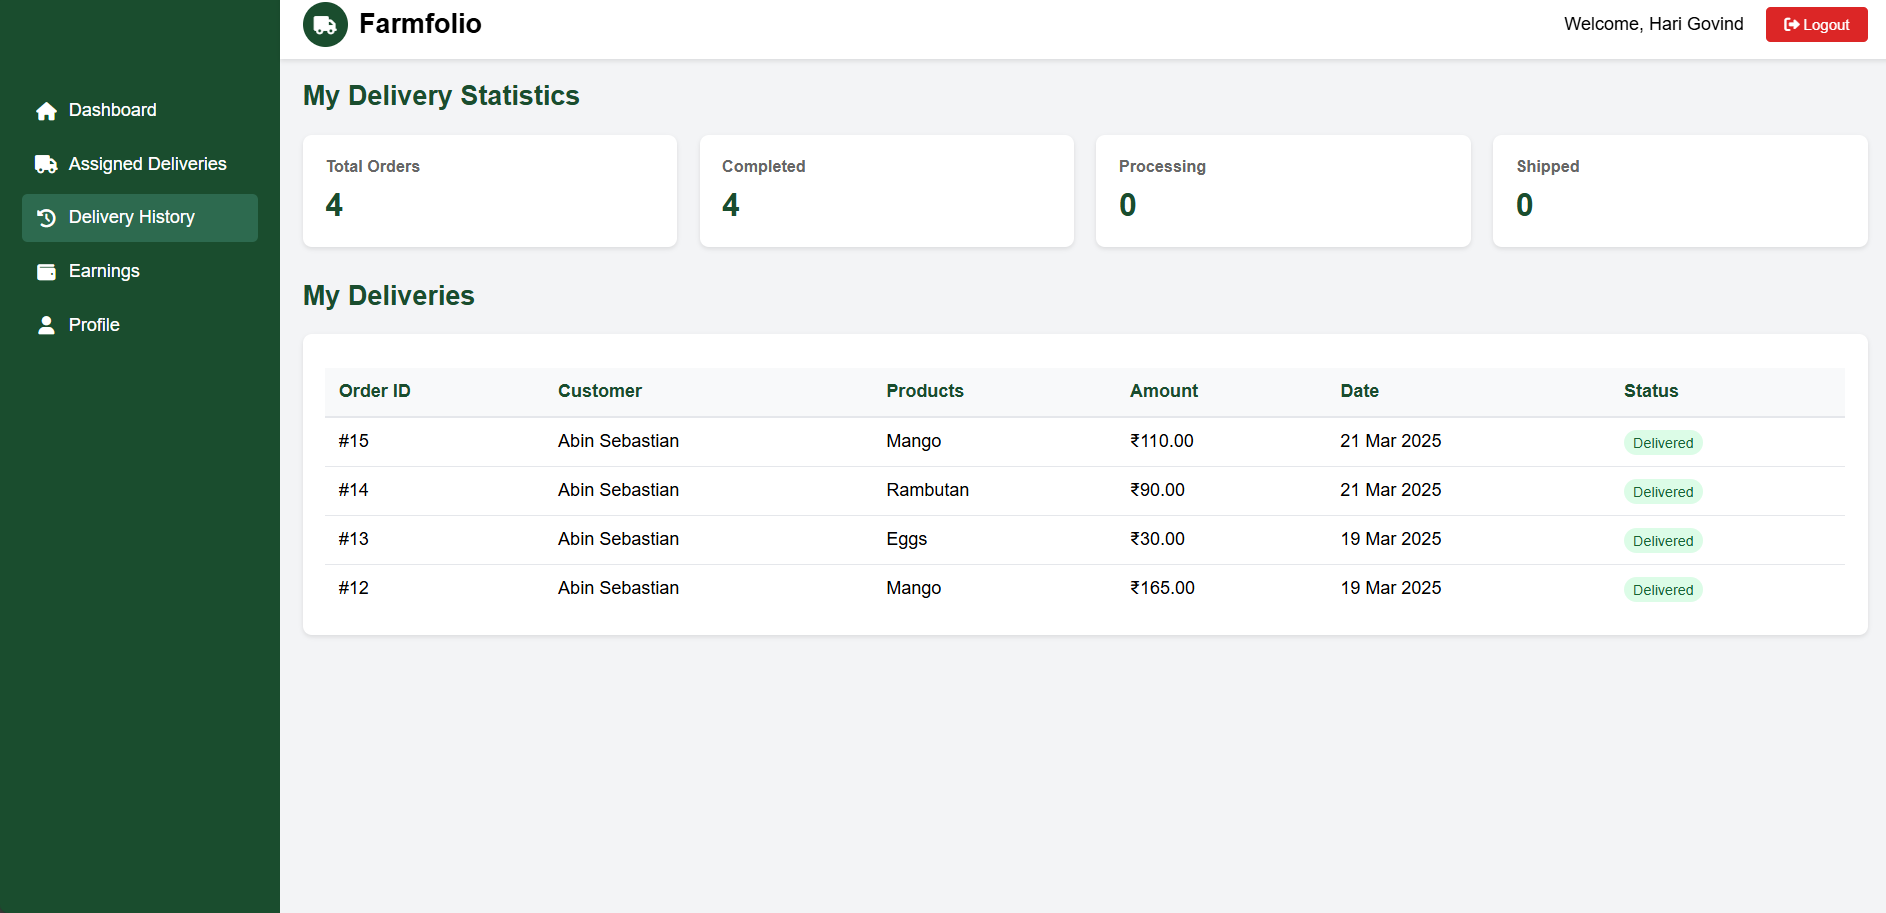 Farmfolio
Welcome, Hari Govind
Logout
Dashboard
Assigned Deliveries
Delivery History
Earnings
Profile
My Delivery Statistics
Total Orders
4
Completed
4
Processing
0
Shipped
0
My Deliveries
Order ID Customer Products Amount Date Status
#15 Abin Sebastian Mango ₹110.00 21 Mar 2025 Delivered
#14 Abin Sebastian Rambutan ₹90.00 21 Mar 2025 Delivered
#13 Abin Sebastian Eggs ₹30.00 19 Mar 2025 Delivered
#12 Abin Sebastian Mango ₹165.00 19 Mar 2025 Delivered